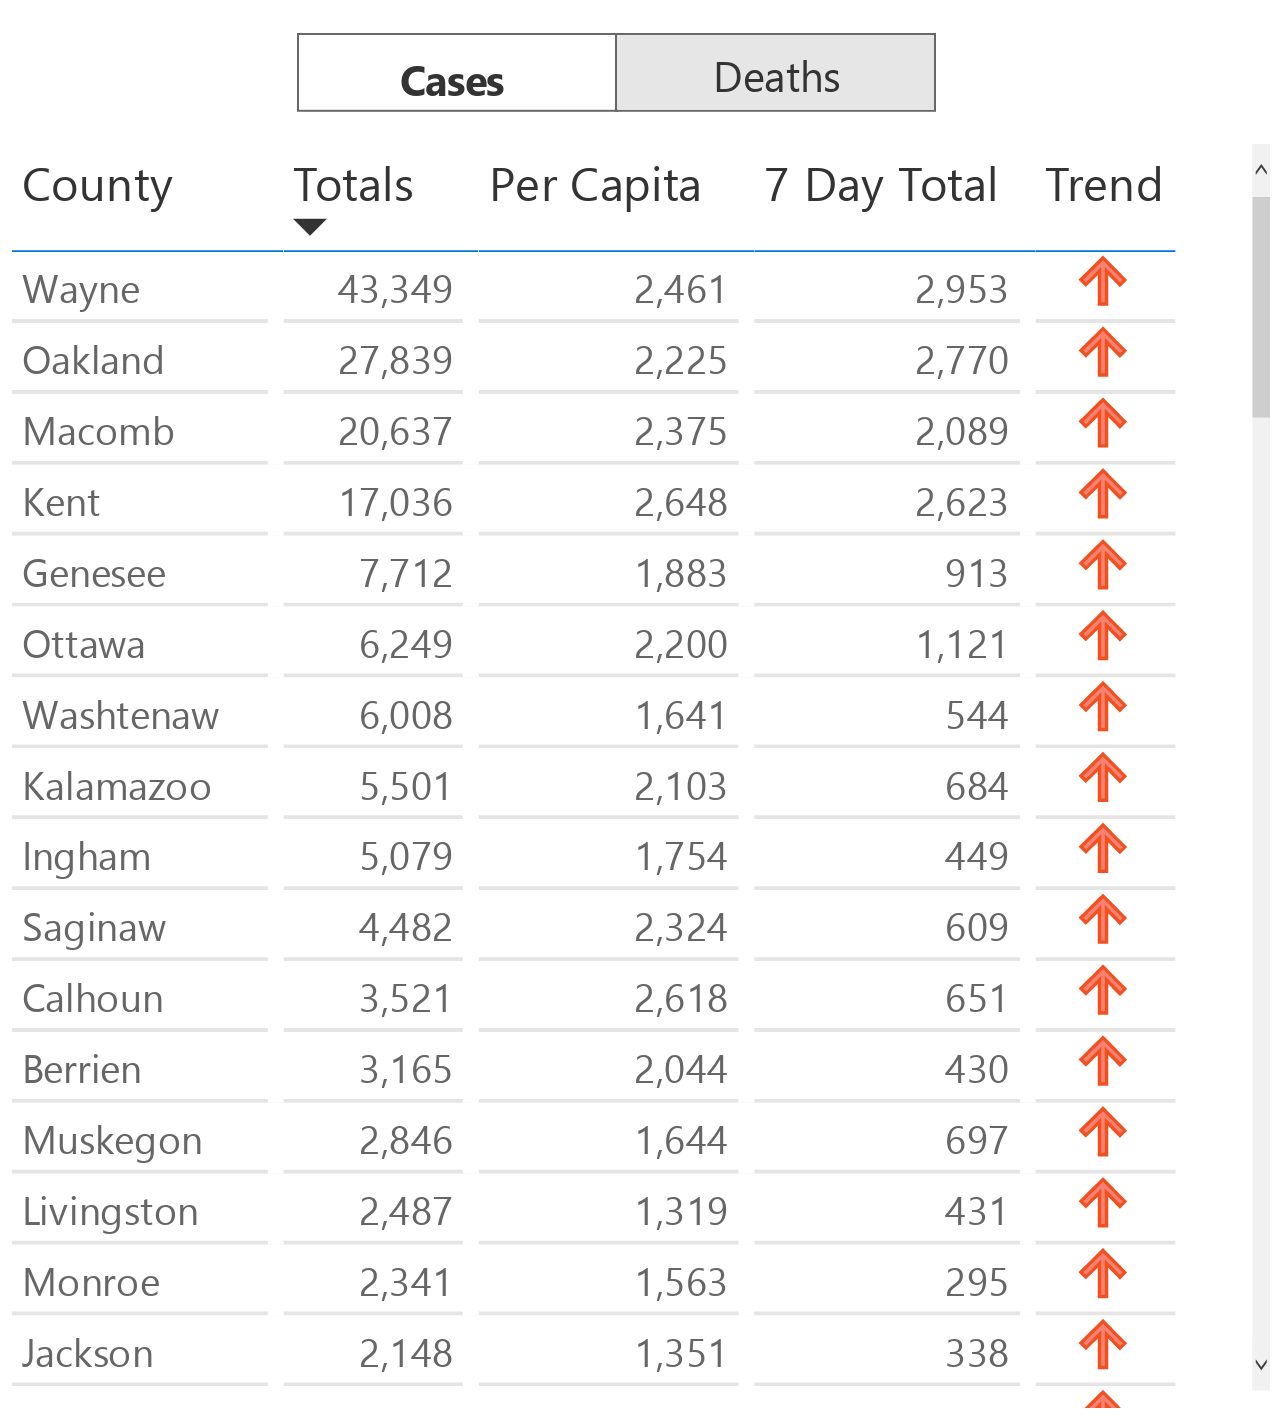 Cases Deaths
County Totals Per Capita 7 Day Total Trend
Wayne 43,349 2,461 2,953
Oakland 27,839 2,225 2,770
Macomb 20,637 2,375 2,089
Kent 17,036 2,648 2,623
Genesee 7,712 1,883 913
Ottawa 6,249 2,200 1,121
Washtenaw 6,008 1,641 544
Kalamazoo 5,501 2,103 684
Ingham 5,079 1,754 449
Saginaw 4,482 2,324 609
Calhoun 3,521 2,618 651
Berrien 3,165 2,044 430
Muskegon 2,846 1,644 697
Livingston 2,487 1,319 431
Monroe 2,341 1,563 295
Jackson 2,148 1,351 338